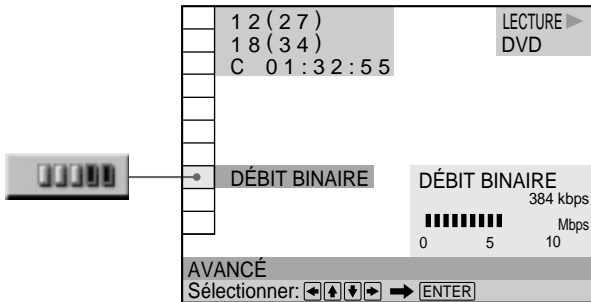 12(27)
18(34)
C 01:32:55
LECTURE
DVD
DÉBIT BINAIRE
DÉBIT BINAIRE
384 kbps
Mbps
0 5 10
AVANCÉ
Sélectionner: ENTER